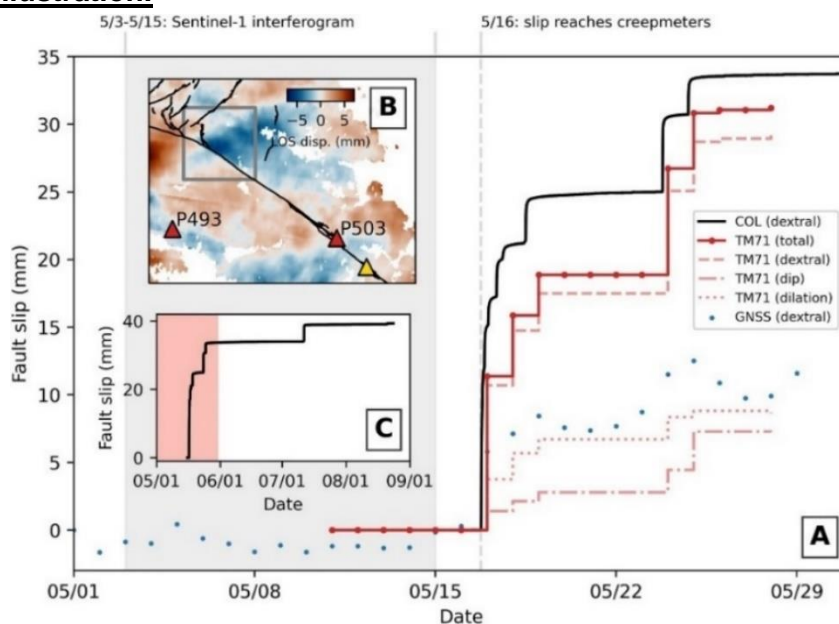 5/3-5/15: Sentinel-1 interferogram
5/16: slip reaches creepmeters
35
30
25
20
15
10
5
0
Fault slip (mm)
B
−5 0 5
LOS disp. (mm)
P493
P503
COL (dextral)
TM71 (total)
TM71 (dextral)
TM71 (dip)
TM71 (dilation)
GNSS (dextral)
40
20
0
Fault slip (mm)
C
05/01 06/01 07/01 08/01 09/01
Date
A
05/01 05/08 05/15 05/22 05/29
Date